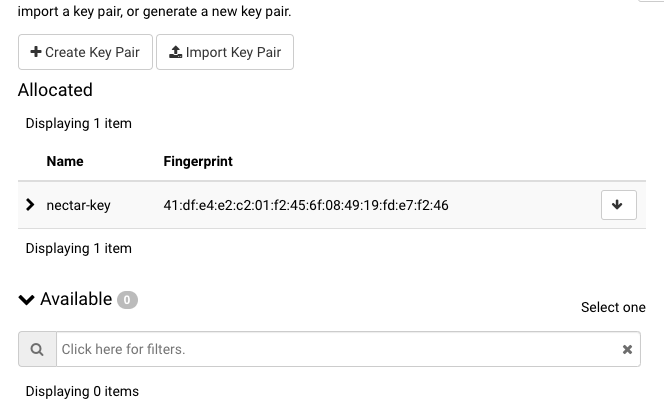 import a key pair, or generate a new key pair.
Create Key Pair Import Key Pair
Allocated
Displaying 1 item
Name Fingerprint
nectar-key 41:df:e4:e2:c2:01:f2:45:6f:08:49:19:fd:e7:f2:46
Displaying 1 item
Available 0
Select one
Click here for filters.
Displaying 0 items